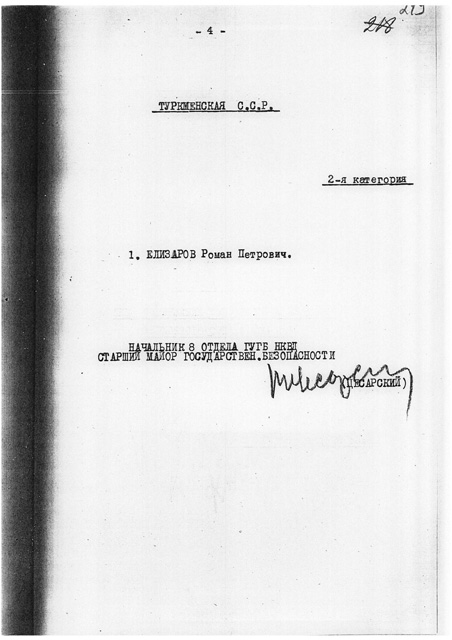 - 4 -
218
ТУРКМЕНСКАЯ С.С.Р.
2-я категория
1. ЕЛИЗАРОВ Роман Петрович.
НАЧАЛЬНИК 8 ОТДЕЛА ГУГБ НКВД
СТАРШИЙ МАЙОР ГОСУДАРСТВЕН.БЕЗОПАСНОСТИ
(ЦЕСАРСКИЙ)